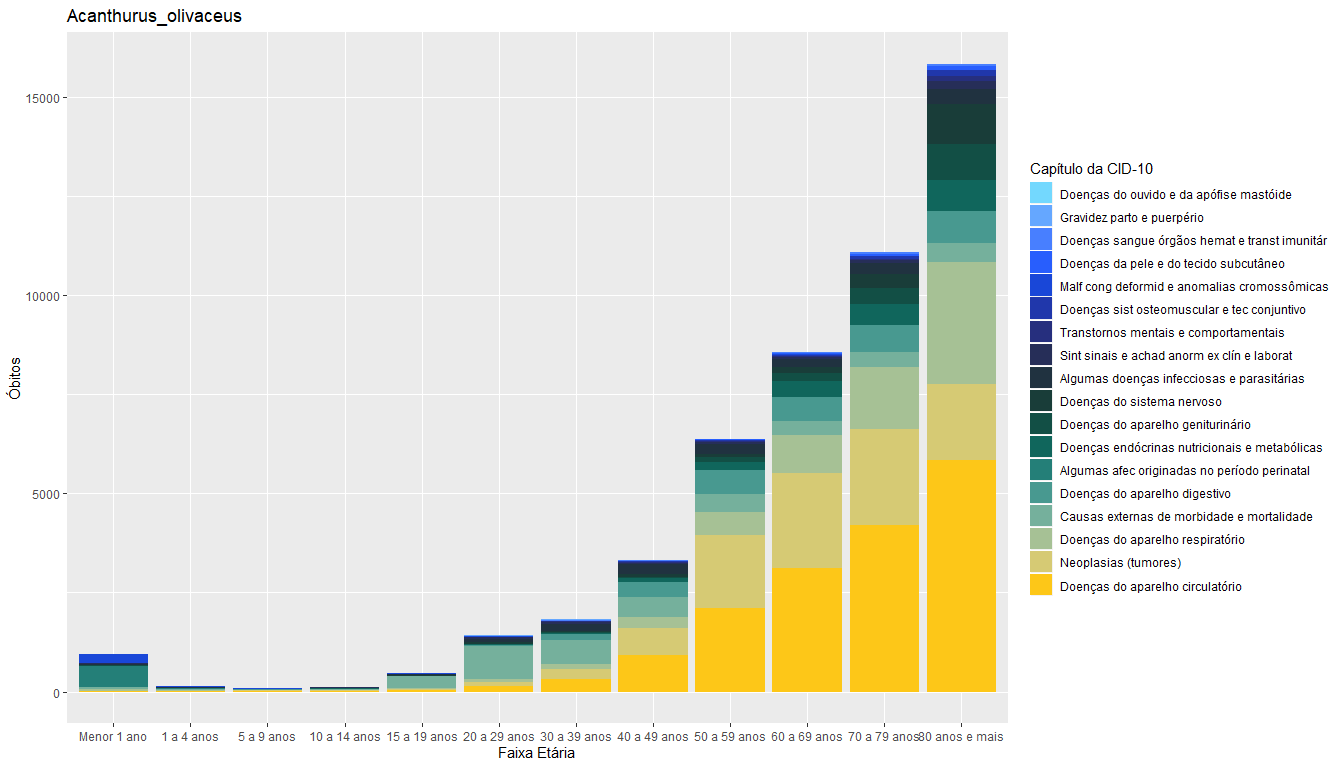 Acanthurus_olivaceus
15000
10000
5000
0
Óbitos
Menor 1 ano
1 a 4 anos
5 a 9 anos
10 a 14 anos
15 a 19 anos
20 a 29 anos
30 a 39 anos
40 a 49 anos
50 a 59 anos
60 a 69 anos
70 a 79 anos
80 anos e mais
Faixa Etária
Capítulo da CID-10
Doenças do ouvido e da apófise mastóide
Gravidez parto e puerpério
Doenças sangue órgãos hemat e transt imunitár
Doenças da pele e do tecido subcutâneo
Malf cong deformid e anomalias cromossômicas
Doenças sist osteomuscular e tec conjuntivo
Transtornos mentais e comportamentais
Sint sinais e achad anorm ex clín e laborat
Algumas doenças infecciosas e parasitárias
Doenças do sistema nervoso
Doenças do aparelho geniturinário
Doenças endócrinas nutricionais e metabólicas
Algumas afec originadas no período perinatal
Doenças do aparelho digestivo
Causas externas de morbidade e mortalidade
Doenças do aparelho respiratório
Neoplasias (tumores)
Doenças do aparelho circulatório